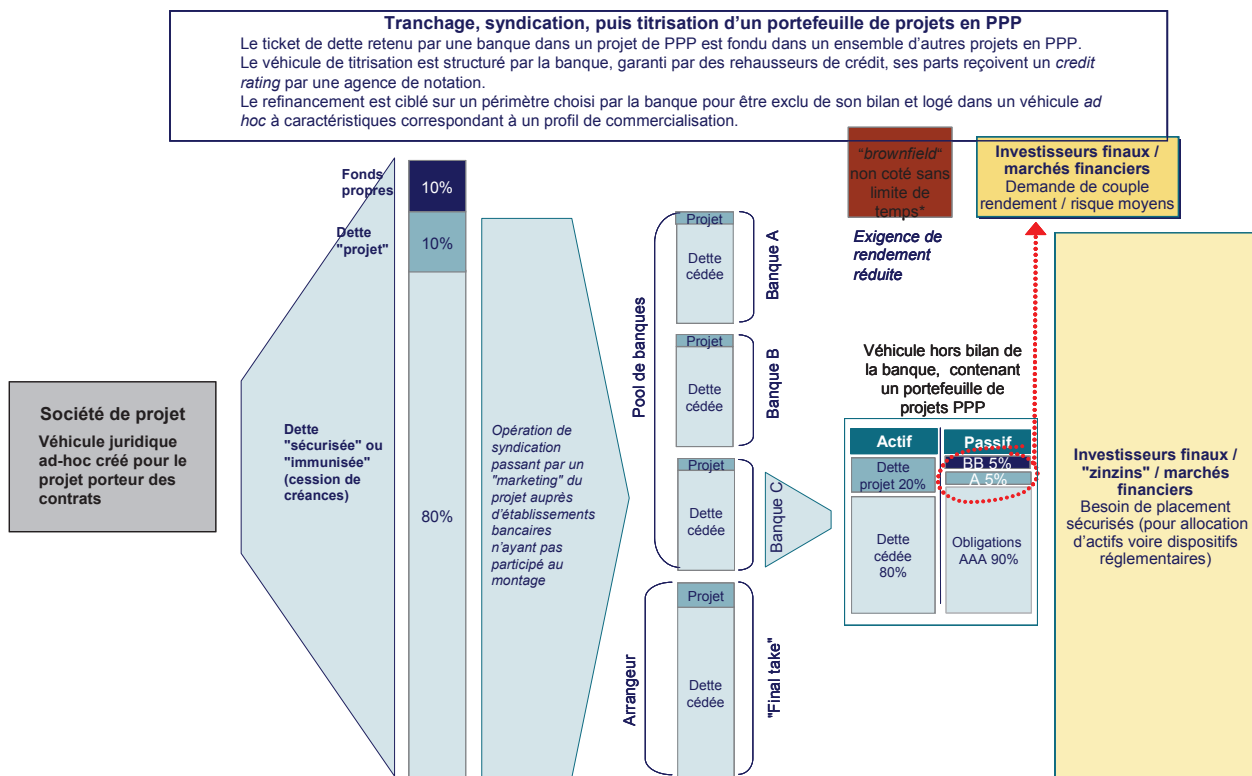 Tranchage, syndication, puis titrisation d'un portefeuille de projets en PPP
Le ticket de dette retenu par une banque dans un projet de PPP est fondu dans un ensemble d'autres projets en PPP.
Le véhicule de titrisation est structuré par la banque, garanti par des rehausseurs de crédit, ses parts reçoivent un credit
rating par une agence de notation.
Le refinancement est ciblé sur un périmètre choisi par la banque pour être exclu de son bilan et logé dans un véhicule ad
hoc à caractéristiques correspondant à un profil de commercialisation.
Société de projet
Véhicule juridique
ad-hoc créé pour le
projet porteur des
contrats
Fonds
propres
Dette
"projet"
Dette
"sécurisée" ou
"immunisée"
(cession de
créances)
10%
10%
80%
Opération de
syndication
passant par un
"marketing" du
projet auprès
d'établissements
bancaires
n'ayant pas
participé au
montage
Pool de banques
Arrangeur
Projet
Dette
cédée
Banque A
Projet
Dette
cédée
Banque B
Projet
Dette
cédée
Banque C
Projet
Dette
cédée
"Final take"
"brownfield"
non coté sans
limite de
temps*
Exigence de
rendement
réduite
Investisseurs finaux /
marchés financiers
Demande de couple
rendement / risque moyens
Véhicule hors bilan de
la banque, contenant
un portefeuille de
projets PPP
Actif
Passif
Dette
projet 20%
BB 5%
A 5%
Dette
cédée
80%
Obligations
AAA 90%
Investisseurs finaux /
"zinzins" / marchés
financiers
Besoin de placement
sécurisés (pour allocation
d'actifs voire dispositifs
réglementaires)